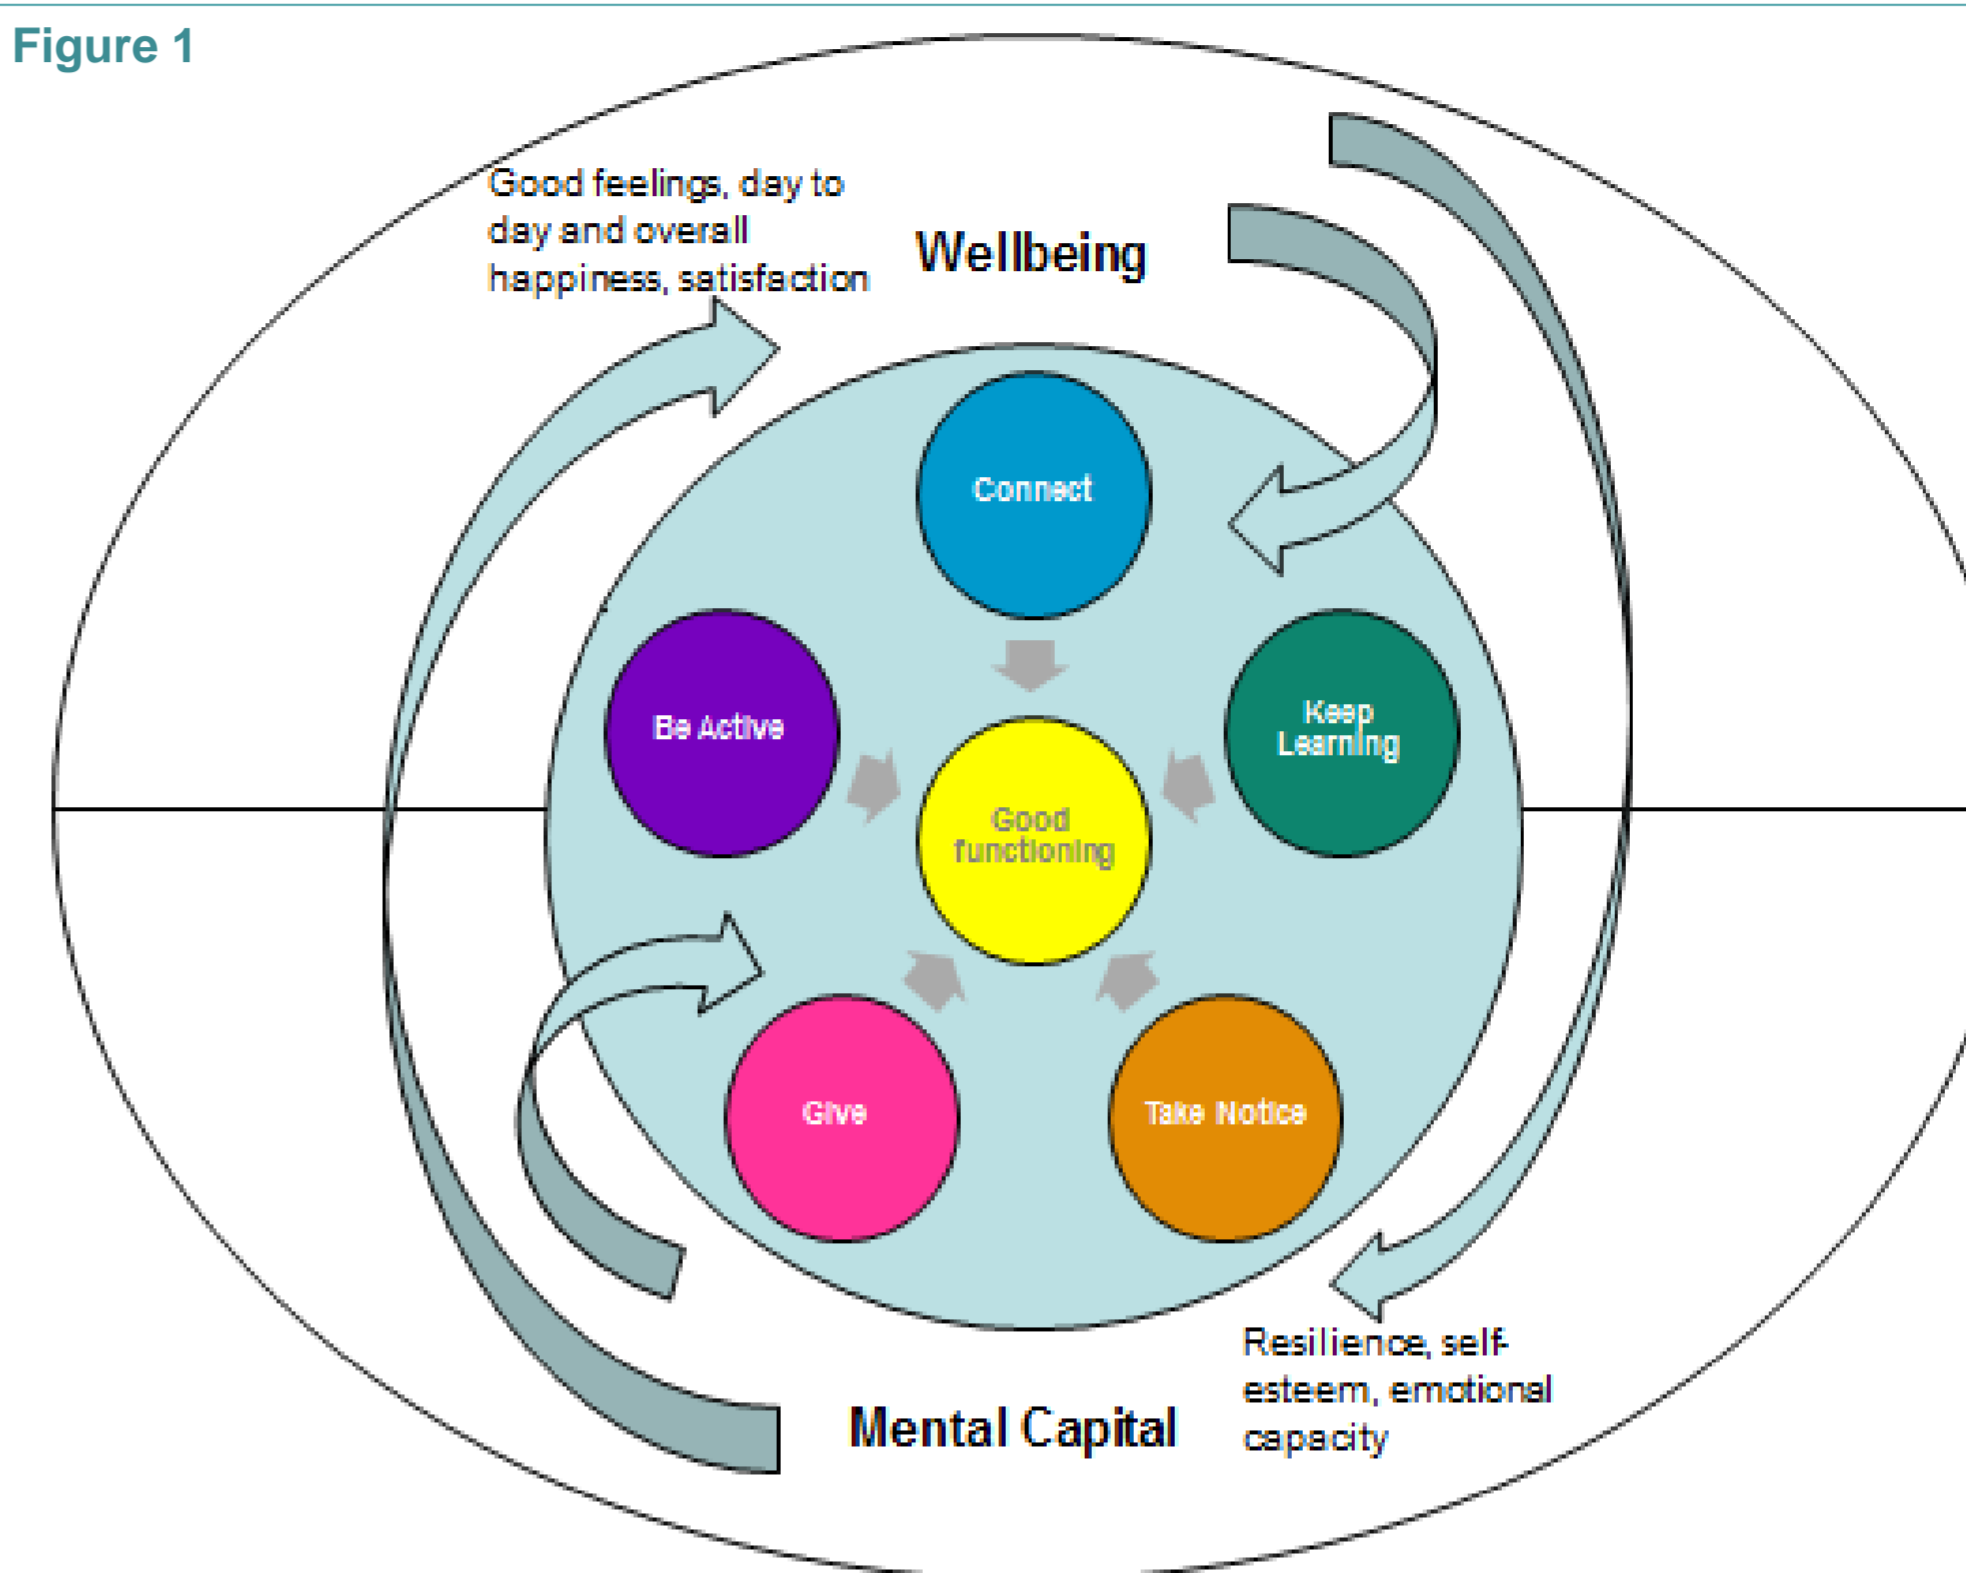 Figure 1
Good feelings, day to
day and overall
happiness, satisfaction
Wellbeing
Connect
Be Active
Keep
Learning
Good
functioning
Give
Take Notice
Mental Capital
Resilience, self-
esteem, emotional
capacity